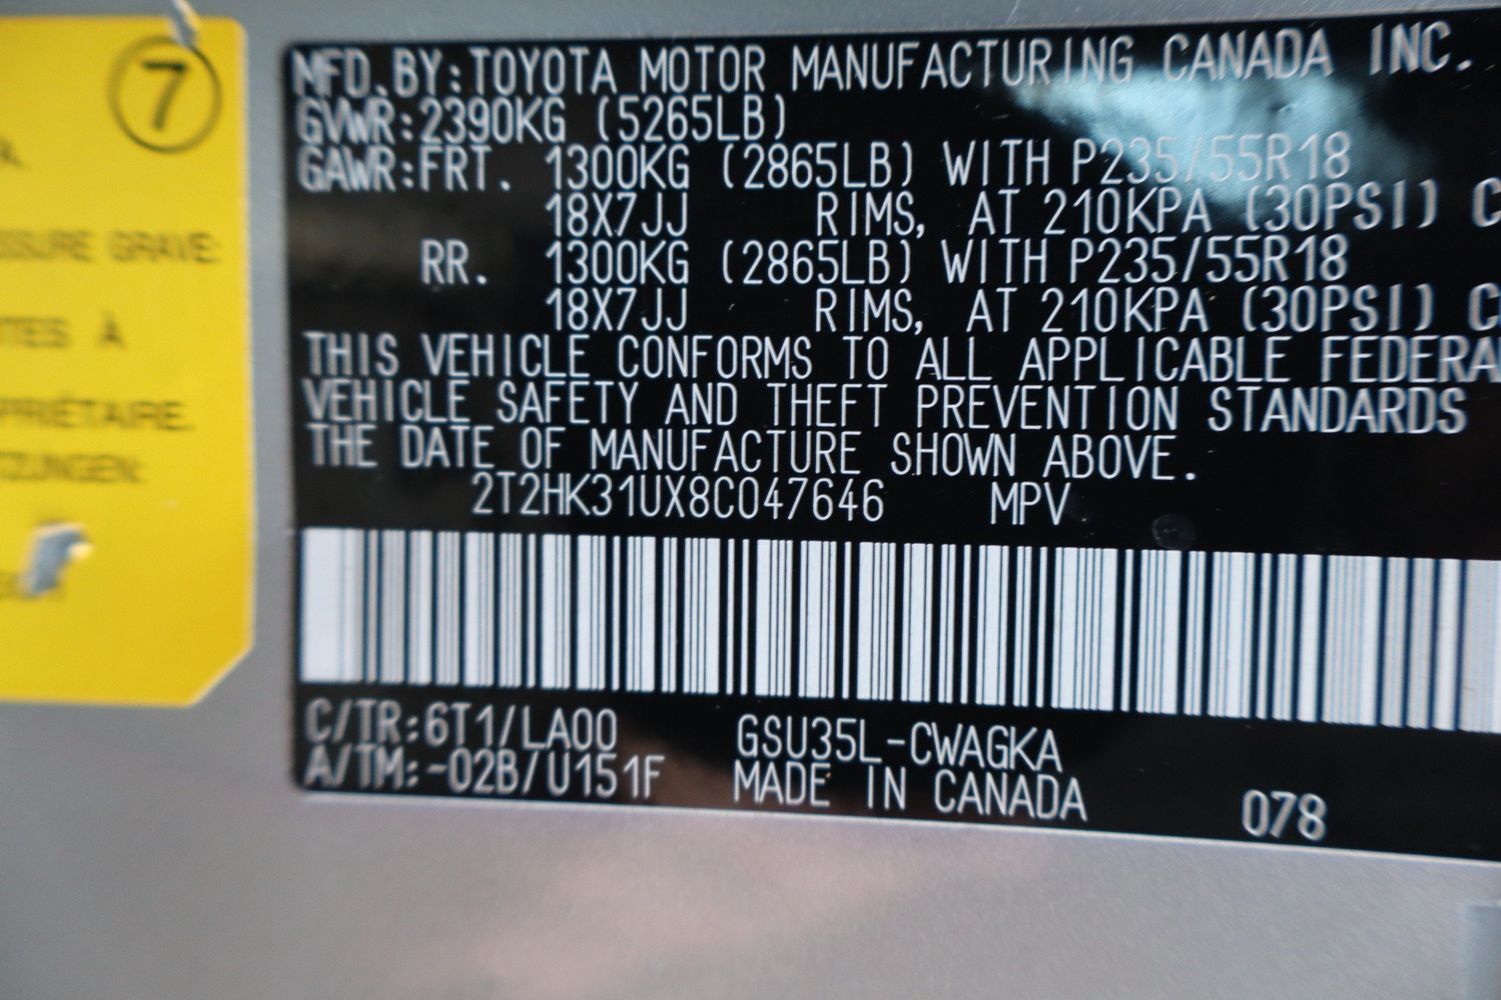 7
GRAVE:
À
MFD.BY:TOYOTA MOTOR MANUFACTURING CANADA INC.
GVWR:2390KG (5265LB)
GAWR:FRT. 1300KG (2865LB) WITH P235/55R18
18X7JJ RIMS, AT 210KPA (30PSI) C
RR. 1300KG (2865LB) WITH P235/55R18
18X7JJ RIMS, AT 210KPA (30PSI) C
THIS VEHICLE CONFORMS TO ALL APPLICABLE FEDERA
VEHICLE SAFETY AND THEFT PREVENTION STANDARDS
THE DATE OF MANUFACTURE SHOWN ABOVE.
2T2HK31UX8C047646 MPV
C/TR:6T1/LA00 GSU35L-CWAGKA
A/TM:-02B/U151F MADE IN CANADA 078